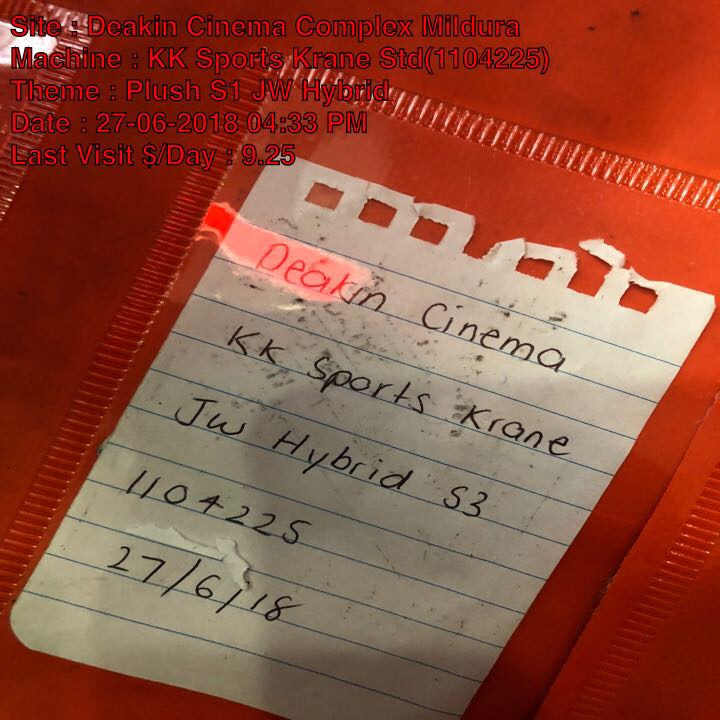 Site : Deakin Cinema Complex Mildura
Machine : KK Sports Krane Std(1104225)
Theme : Plush S1 JW Hybrid
Date : 27-06-2018 04:33 PM
Last Visit $/Day : 9.25
Deakin Cinema
KK Sports Krane
JW Hybrid S3
1104225
27/6/18